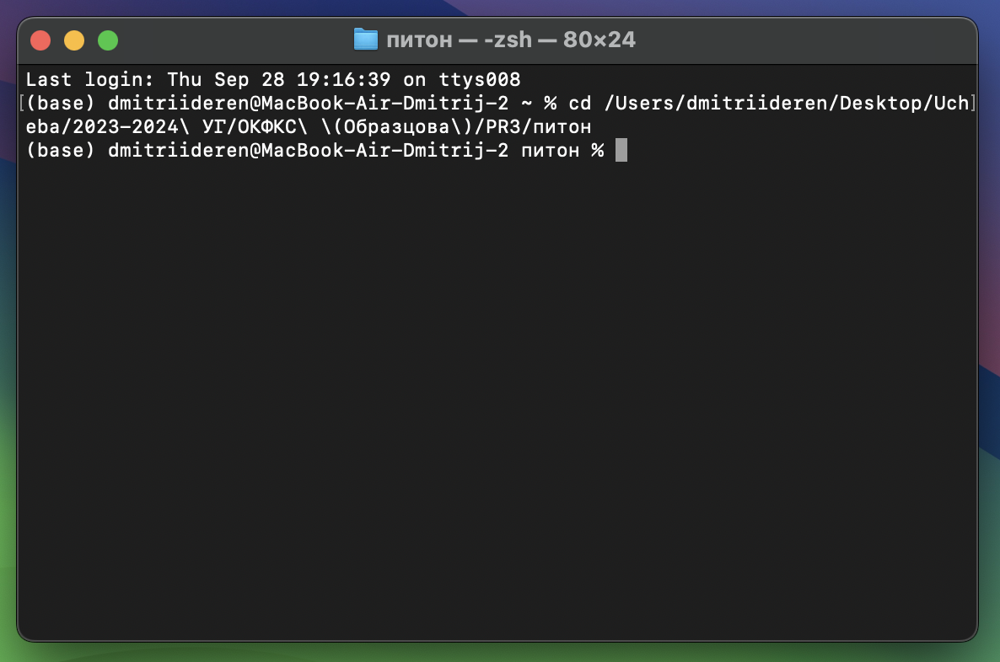 питон — -zsh — 80×24
Last login: Thu Sep 28 19:16:39 on ttys008
[(base) dmitriideren@MacBook-Air-Dmitrij-2 ~ % cd /Users/dmitriideren/Desktop/Uch]
eba/2023-2024\ УГ/ОКФКС\ \(Образцова\)/PR3/питон
(base) dmitriideren@MacBook-Air-Dmitrij-2 питон %